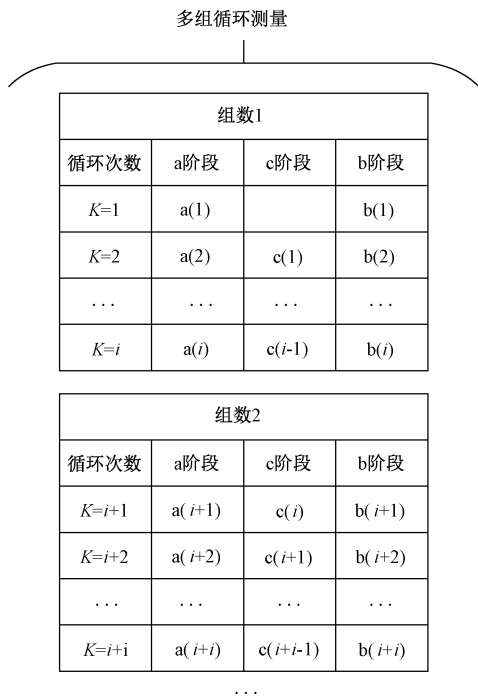 多组循环测量
组数1
循环次数 a阶段 c阶段 b阶段
K=1 a(1) b(1)
K=2 a(2) c(1) b(2)
... ... ... ...
K=i a(i) c(i-1) b(i)
组数2
循环次数 a阶段 c阶段 b阶段
K=i+1 a(i+1) c(i) b(i+1)
K=i+2 a(i+2) c(i+1) b(i+2)
... ... ... ...
K=i+i a(i+i) c(i+i-1) b(i+i)
...